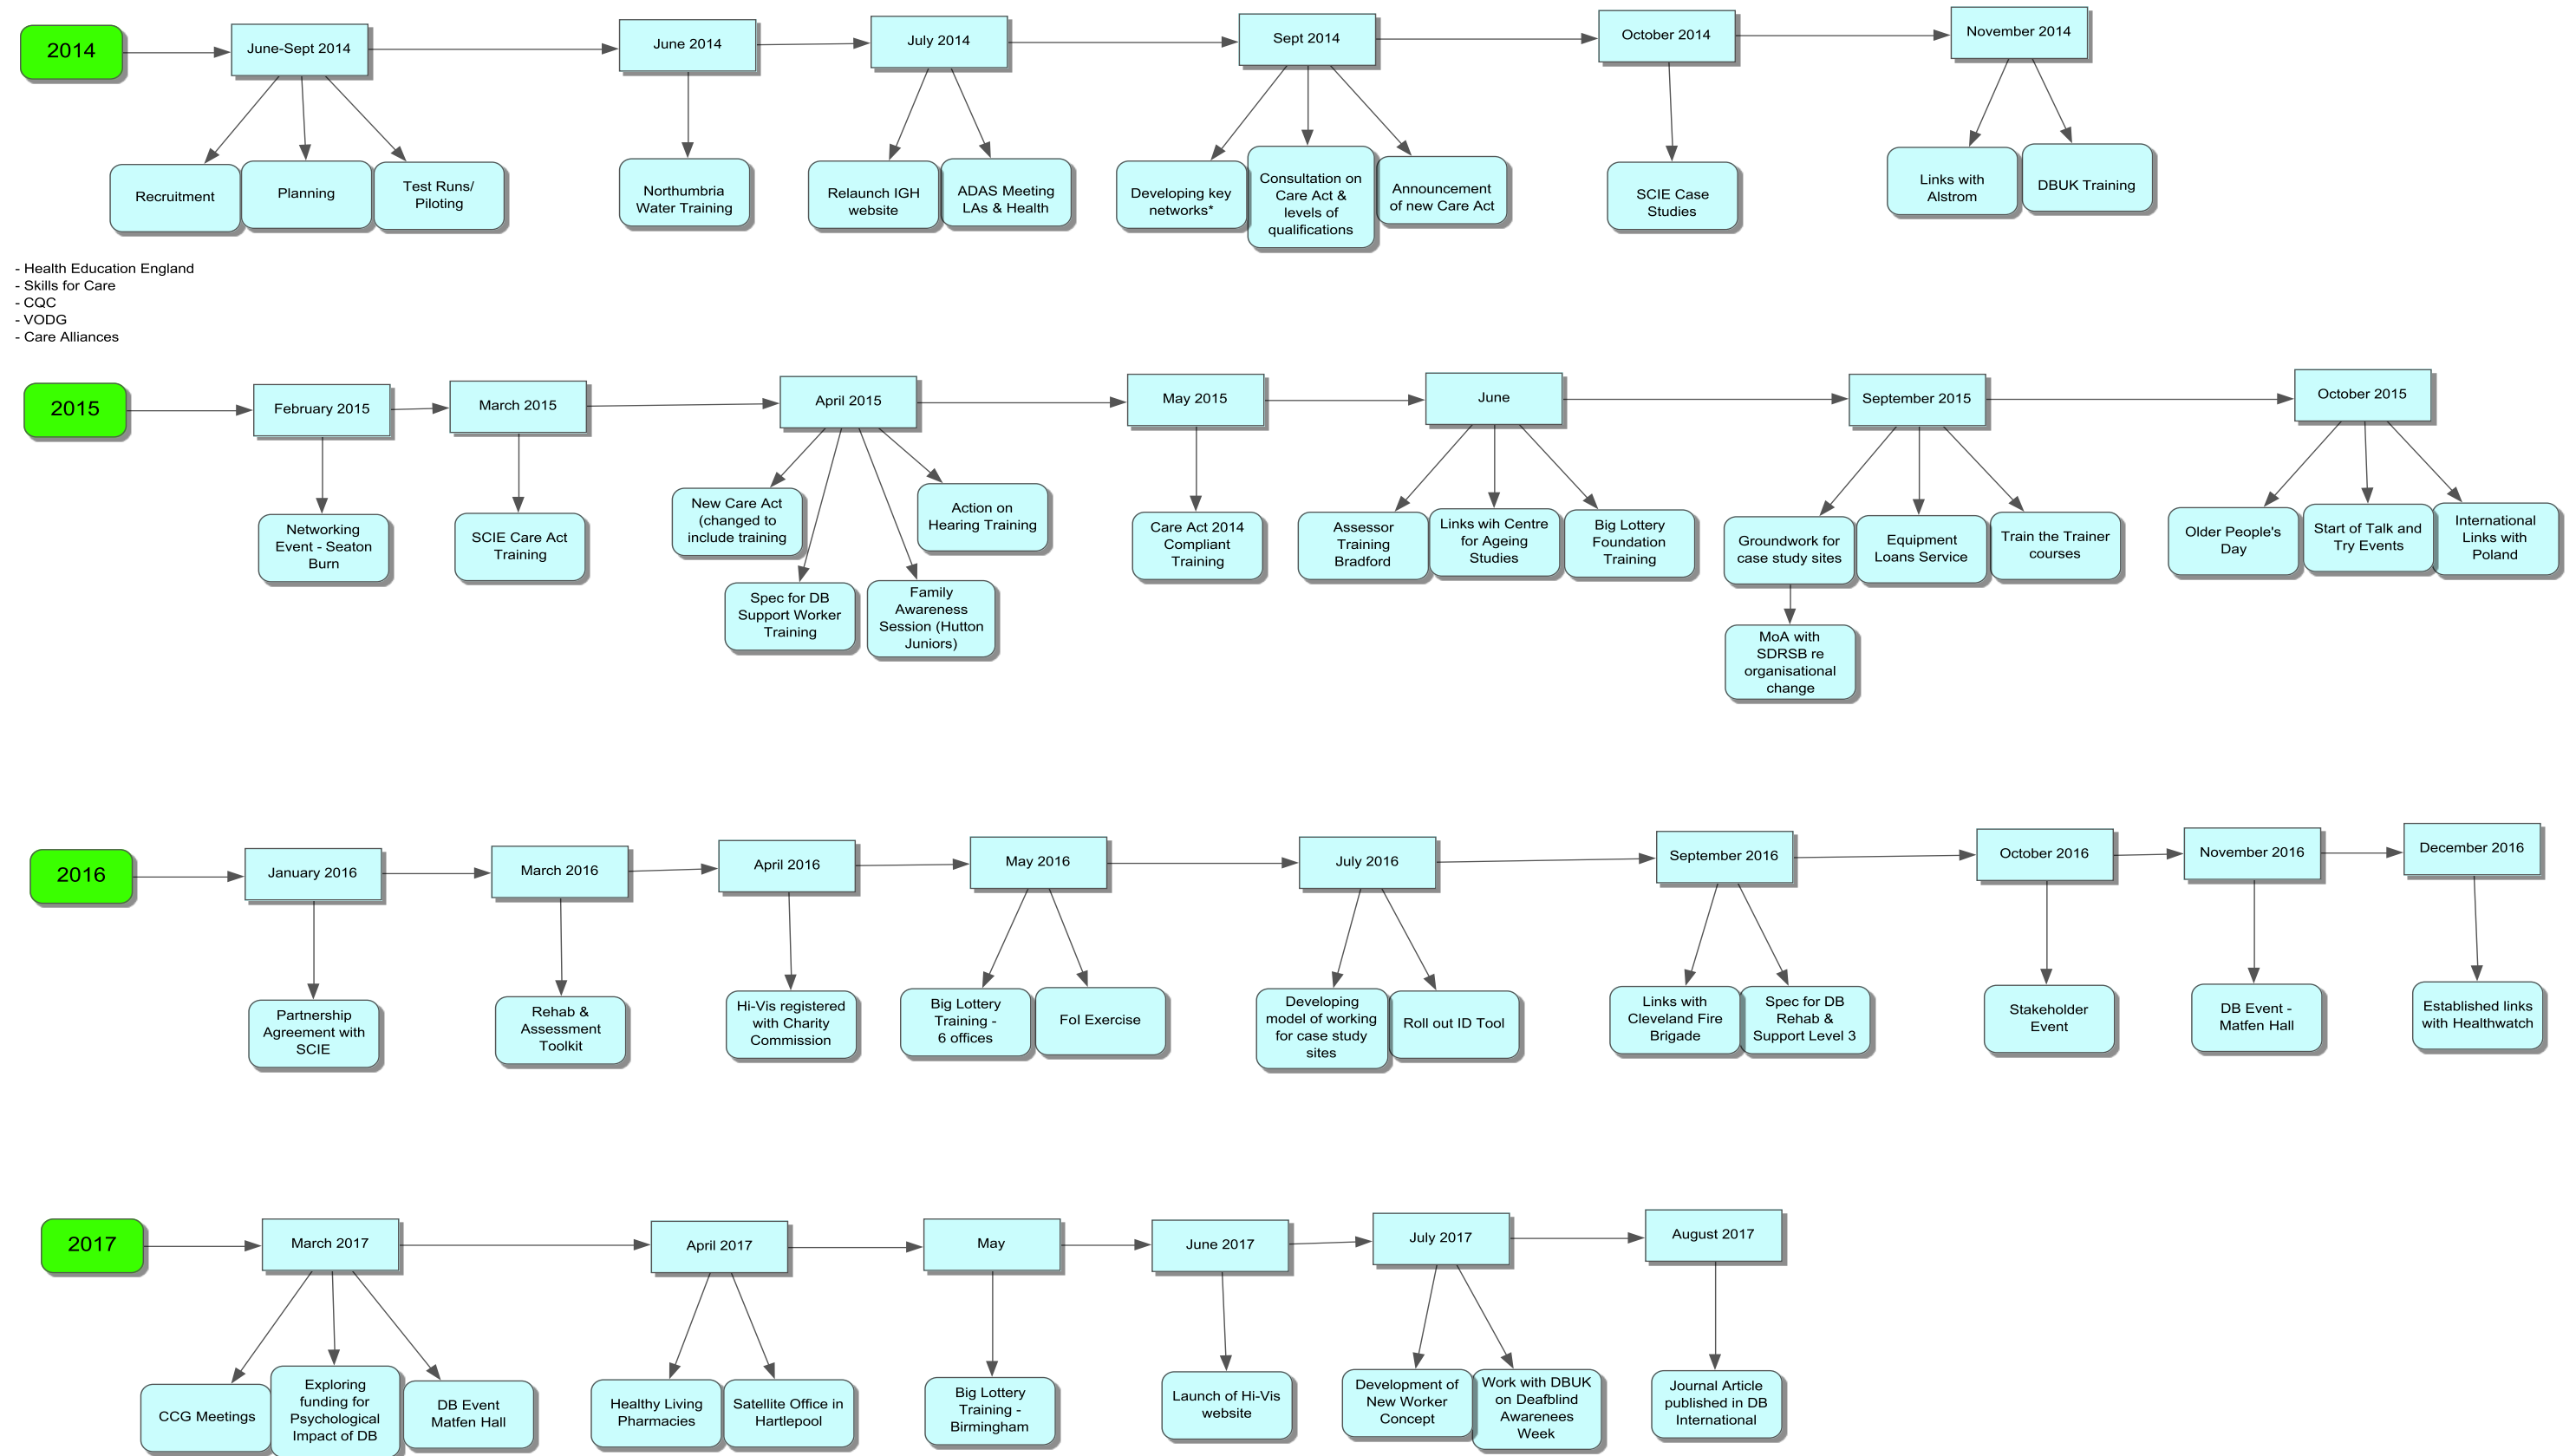 2014
June-Sept 2014
June 2014
July 2014
Sept 2014
October 2014
November 2014
Recruitment
Planning
Test Runs/
Piloting
Northumbria
Water Training
Relaunch IGH
website
ADAS Meeting
LAs & Health
Developing key
networks*
Consultation on
Care Act &
levels of
qualifications
Announcement
of new Care Act
SCIE Case
Studies
Links with
Alstrom
DBUK Training
- Health Education England
- Skills for Care
- CQC
- VODG
- Care Alliances
2015
February 2015
March 2015
April 2015
May 2015
June
September 2015
October 2015
Networking
Event - Seaton
Burn
SCIE Care Act
Training
New Care Act
(changed to
include training
Spec for DB
Support Worker
Training
Family
Awareness
Session (Hutton
Juniors)
Action on
Hearing Training
Care Act 2014
Compliant
Training
Assessor
Training
Bradford
Links wih Centre
for Ageing
Studies
Big Lottery
Foundation
Training
Groundwork for
case study sites
MoA with
SDRSB re
organisational
change
Equipment
Loans Service
Train the Trainer
courses
Older People's
Day
Start of Talk and
Try Events
International
Links with
Poland
2016
January 2016
March 2016
April 2016
May 2016
July 2016
September 2016
October 2016
November 2016
December 2016
Partnership
Agreement with
SCIE
Rehab &
Assessment
Toolkit
Hi-Vis registered
with Charity
Commission
Big Lottery
Training -
6 offices
FoI Exercise
Developing
model of working
for case study
sites
Roll out ID Tool
Links with
Cleveland Fire
Brigade
Spec for DB
Rehab &
Support Level 3
Stakeholder
Event
DB Event -
Matfen Hall
Established links
with Healthwatch
2017
March 2017
April 2017
May
June 2017
July 2017
August 2017
CCG Meetings
Exploring
funding for
Psychological
Impact of DB
DB Event
Matfen Hall
Healthy Living
Pharmacies
Satellite Office in
Hartlepool
Big Lottery
Training -
Birmingham
Launch of Hi-Vis
website
Development of
New Worker
Concept
Work with DBUK
on Deafblind
Awarenees
Week
Journal Article
published in DB
International